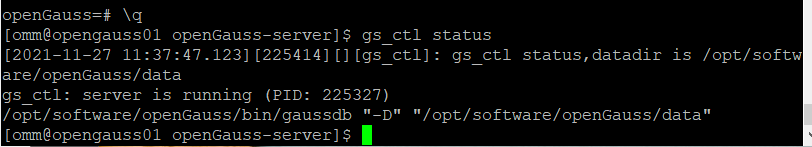 openGauss=# \q
[omm@opengauss01 openGauss-server]$ gs_ctl status
[2021-11-27 11:37:47.123][225414][][gs_ctl]: gs_ctl status,datadir is /opt/softw
are/openGauss/data
gs_ctl: server is running (PID: 225327)
/opt/software/openGauss/bin/gaussdb "-D" "/opt/software/openGauss/data"
[omm@opengauss01 openGauss-server]$